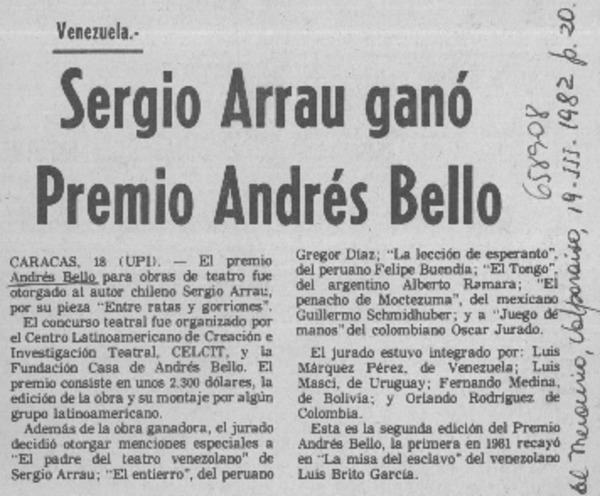 Venezuela.-
Sergio Arrau ganó
Premio Andrés Bello
CARACAS, 18 (UPI). — El premio
Andrés Bello para obras de teatro fue
otorgado al autor chileno Sergio Arrau,
por su pieza "Entre ratas y gorriones".
El concurso teatral fue organizado por
el Centro Latinoamericano de Creación e
Investigación Teatral, CELCIT, y la
Fundación Casa de Andrés Bello. El
premio consiste en unos 2.300 dólares, la
edición de la obra y su montaje por algún
grupo latinoamericano.
Además de la obra ganadora, el jurado
decidió otorgar menciones especiales a
"El padre del teatro venezolano" de
Sergio Arrau; "El entierro", del peruano
Gregor Díaz; "La lección de esperanto",
del peruano Felipe Buendía; "El Tongo",
del argentino Alberto Ramara; "El
penacho de Moctezuma", del mexicano
Guillermo Schmidhuber; y a "Juego de
manos" del colombiano Oscar Jurado.
El jurado estuvo integrado por: Luis
Márquez Pérez, de Venezuela; Luis
Masci, de Uruguay; Fernando Medina,
de Bolivia; y Orlando Rodríguez de
Colombia.
Esta es la segunda edición del Premio
Andrés Bello, la primera en 1981 recayó
en "La misa del esclavo" del venezolano
Luis Brito García.
658908
El Mercurio, Valparaíso, 19-III-1982 p. 20.